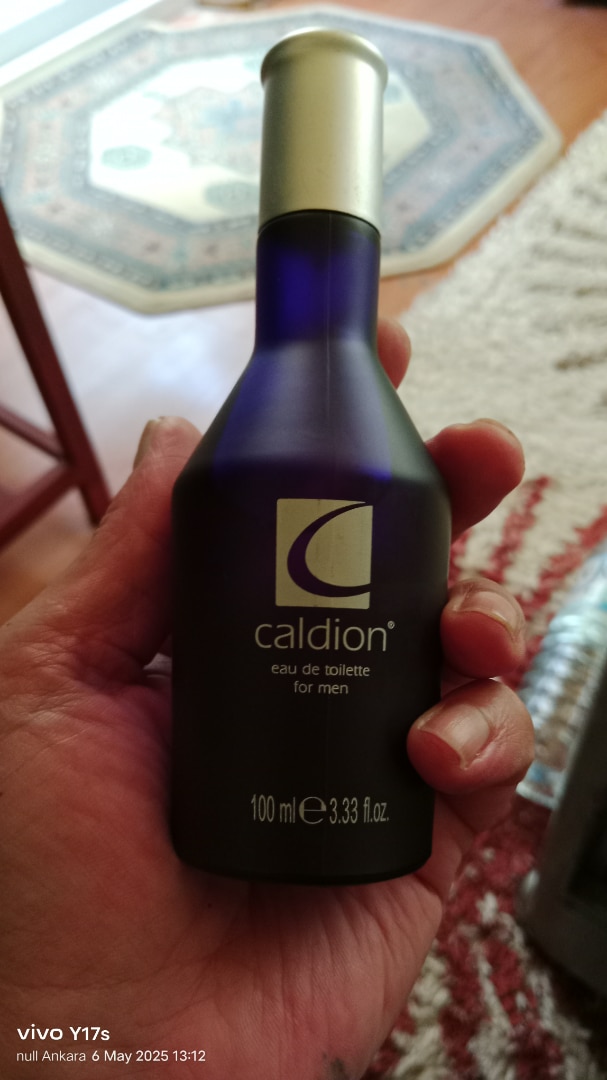 caldion®
eau de toilette
for men
100 ml ℮ 3.33 fl.oz.
vivo Y17s
null Ankara 6 May 2025 13:12